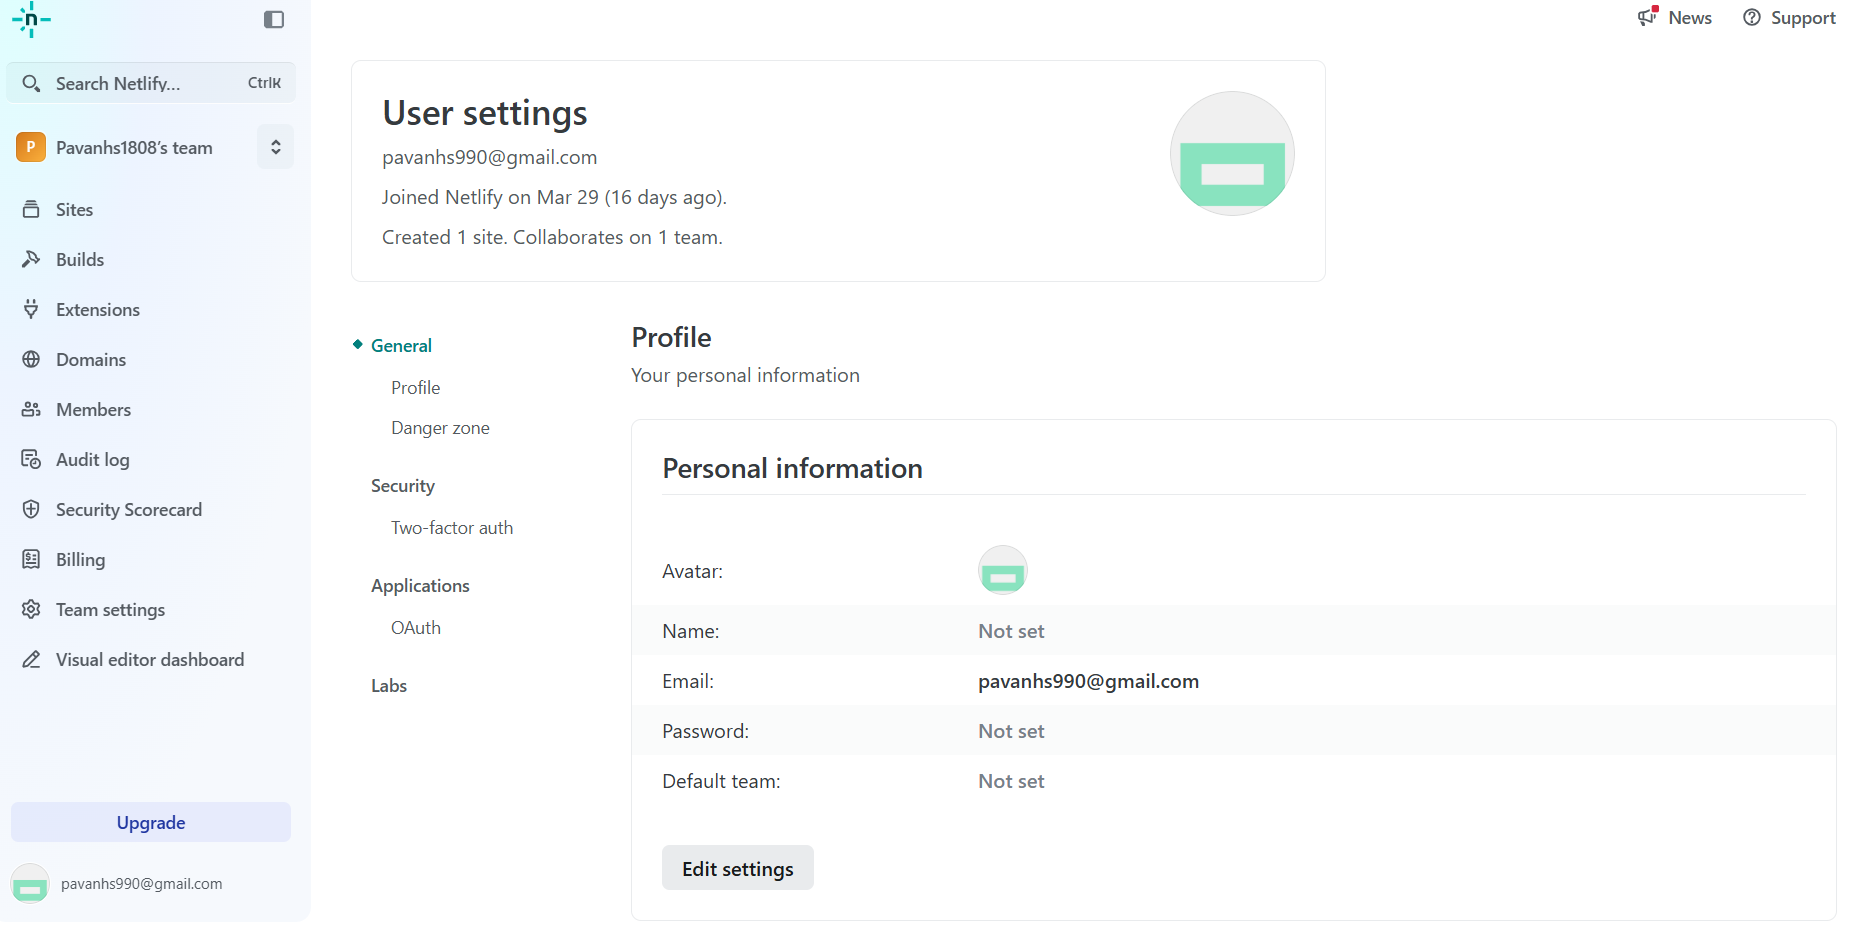 n
Search Netlify...
CtrlK
P
Pavanhs1808's team
Sites
Builds
Extensions
Domains
Members
Audit log
Security Scorecard
Billing
Team settings
Visual editor dashboard
Upgrade
pavanhs990@gmail.com
News
Support
User settings
pavanhs990@gmail.com
Joined Netlify on Mar 29 (16 days ago).
Created 1 site. Collaborates on 1 team.
General
Profile
Danger zone
Security
Two-factor auth
Applications
OAuth
Labs
Profile
Your personal information
Personal information
Avatar:
Name: Not set
Email: pavanhs990@gmail.com
Password: Not set
Default team: Not set
Edit settings